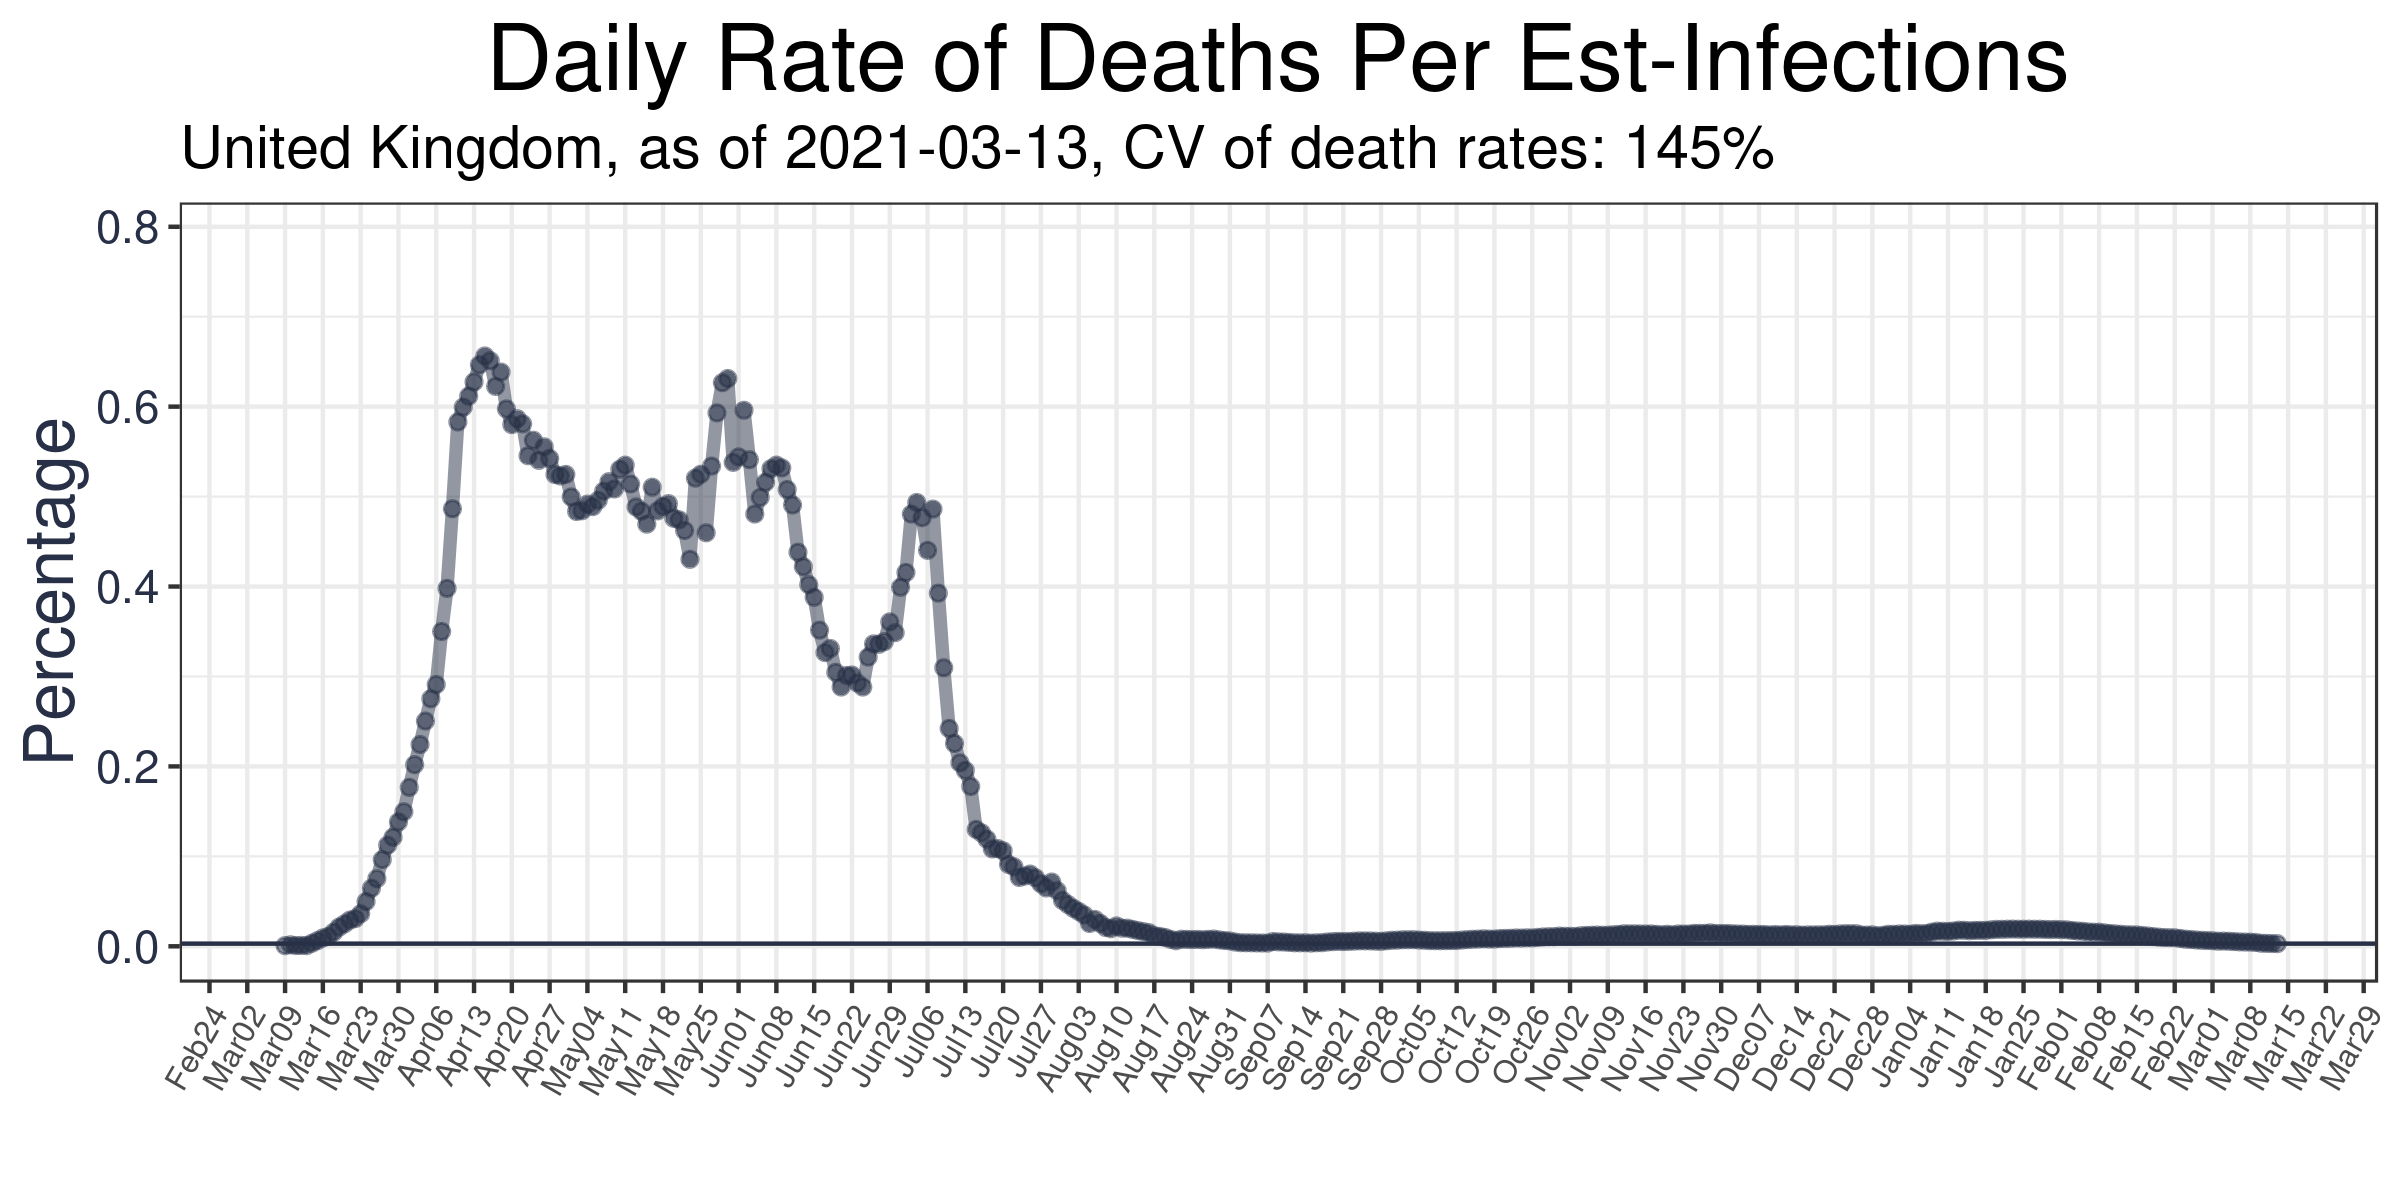 Daily Rate of Deaths Per Est-Infections
United Kingdom, as of 2021-03-13, CV of death rates: 145%
Percentage
0.8
0.6
0.4
0.2
0.0
Feb24 Mar02 Mar09 Mar16 Mar23 Mar30 Apr06 Apr13 Apr20 Apr27 May04 May11 May18 May25 Jun01 Jun08 Jun15 Jun22 Jun29 Jul06 Jul13 Jul20 Jul27 Aug03 Aug10 Aug17 Aug24 Aug31 Sep07 Sep14 Sep21 Sep28 Oct05 Oct12 Oct19 Oct26 Nov02 Nov09 Nov16 Nov23 Nov30 Nov37 Dec14 Dec21 Dec28 Dec04 Jan11 Jan18 Jan25 Feb01 Feb08 Feb15 Feb22 Mar01 Mar08 Mar15 Mar22 Mar29